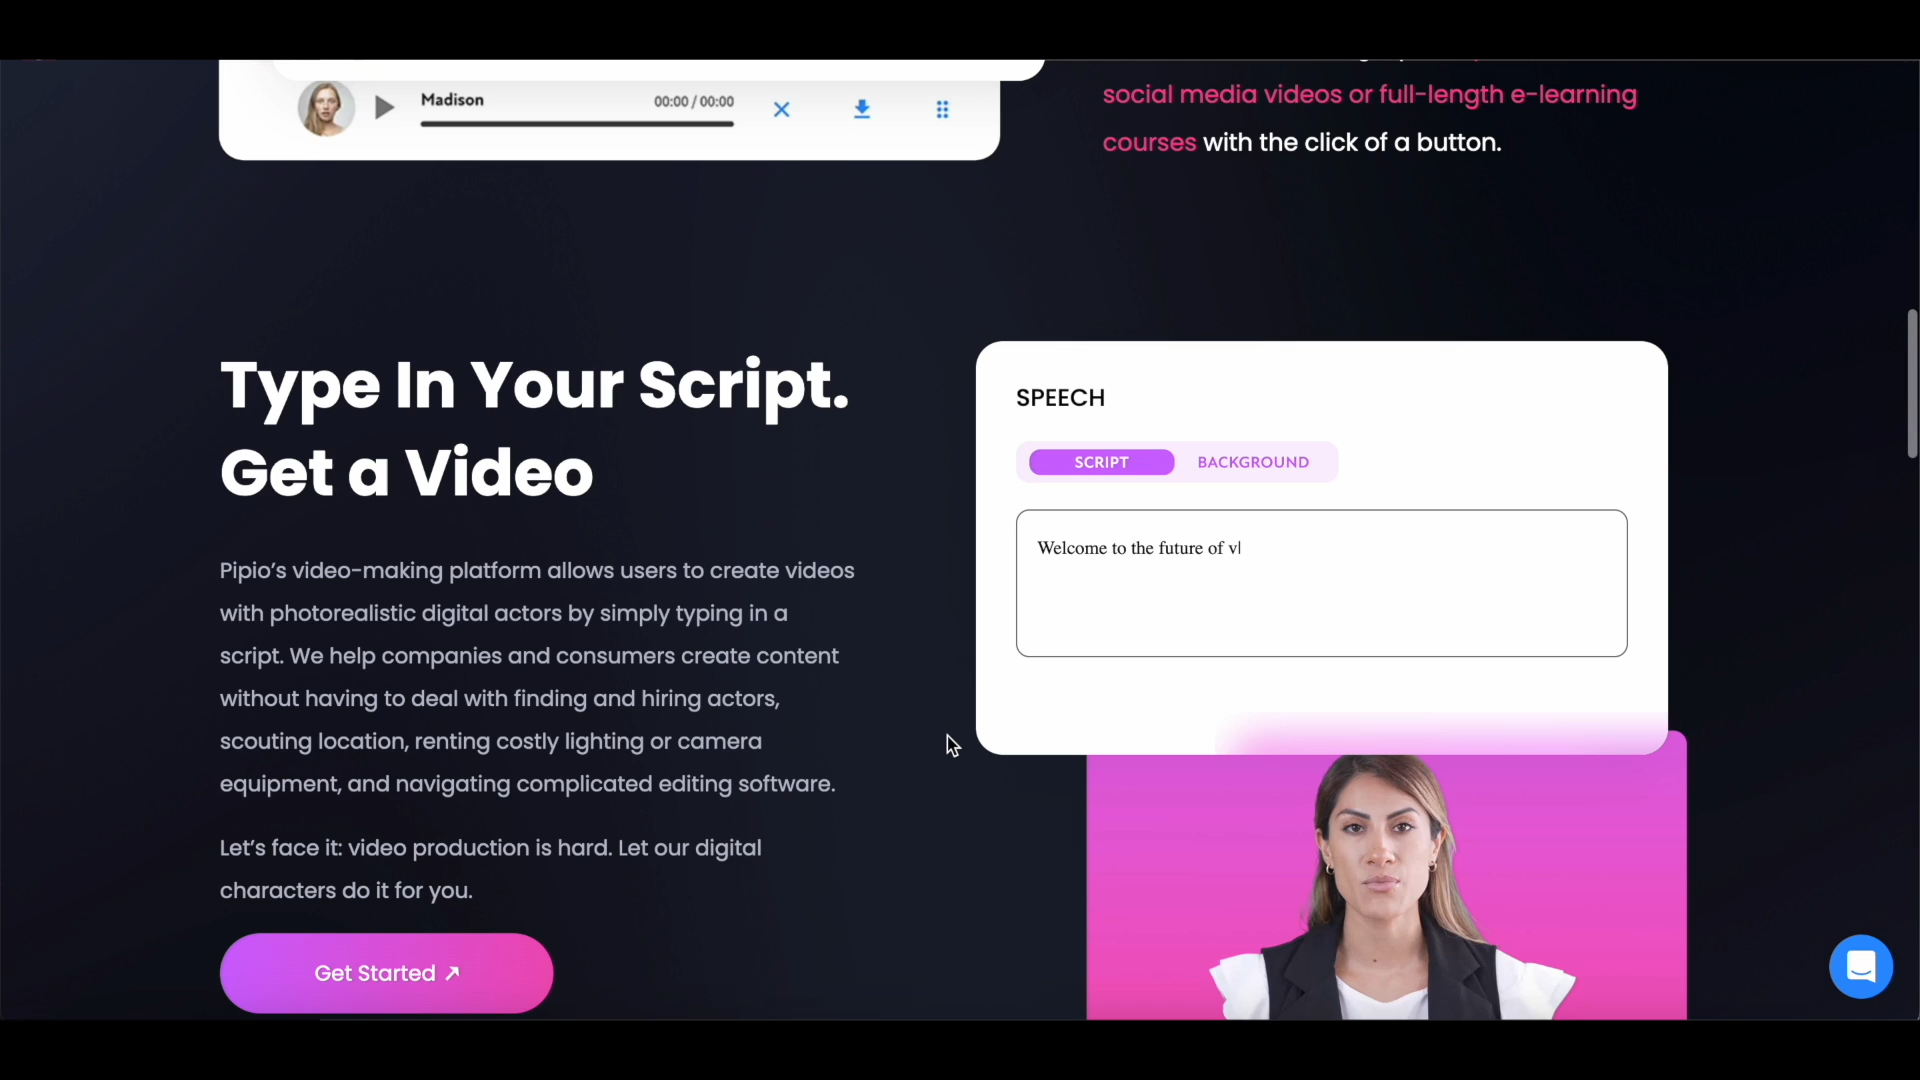 Madison
00:00 / 00:00
social media videos or full-length e-learning
courses with the click of a button.
Type In Your Script.
Get a Video
Pipio's video-making platform allows users to create videos
with photorealistic digital actors by simply typing in a
script. We help companies and consumers create content
without having to deal with finding and hiring actors,
scouting location, renting costly lighting or camera
equipment, and navigating complicated editing software.
Let's face it: video production is hard. Let our digital
characters do it for you.
Get Started ↗
SPEECH
SCRIPT BACKGROUND
Welcome to the future of v